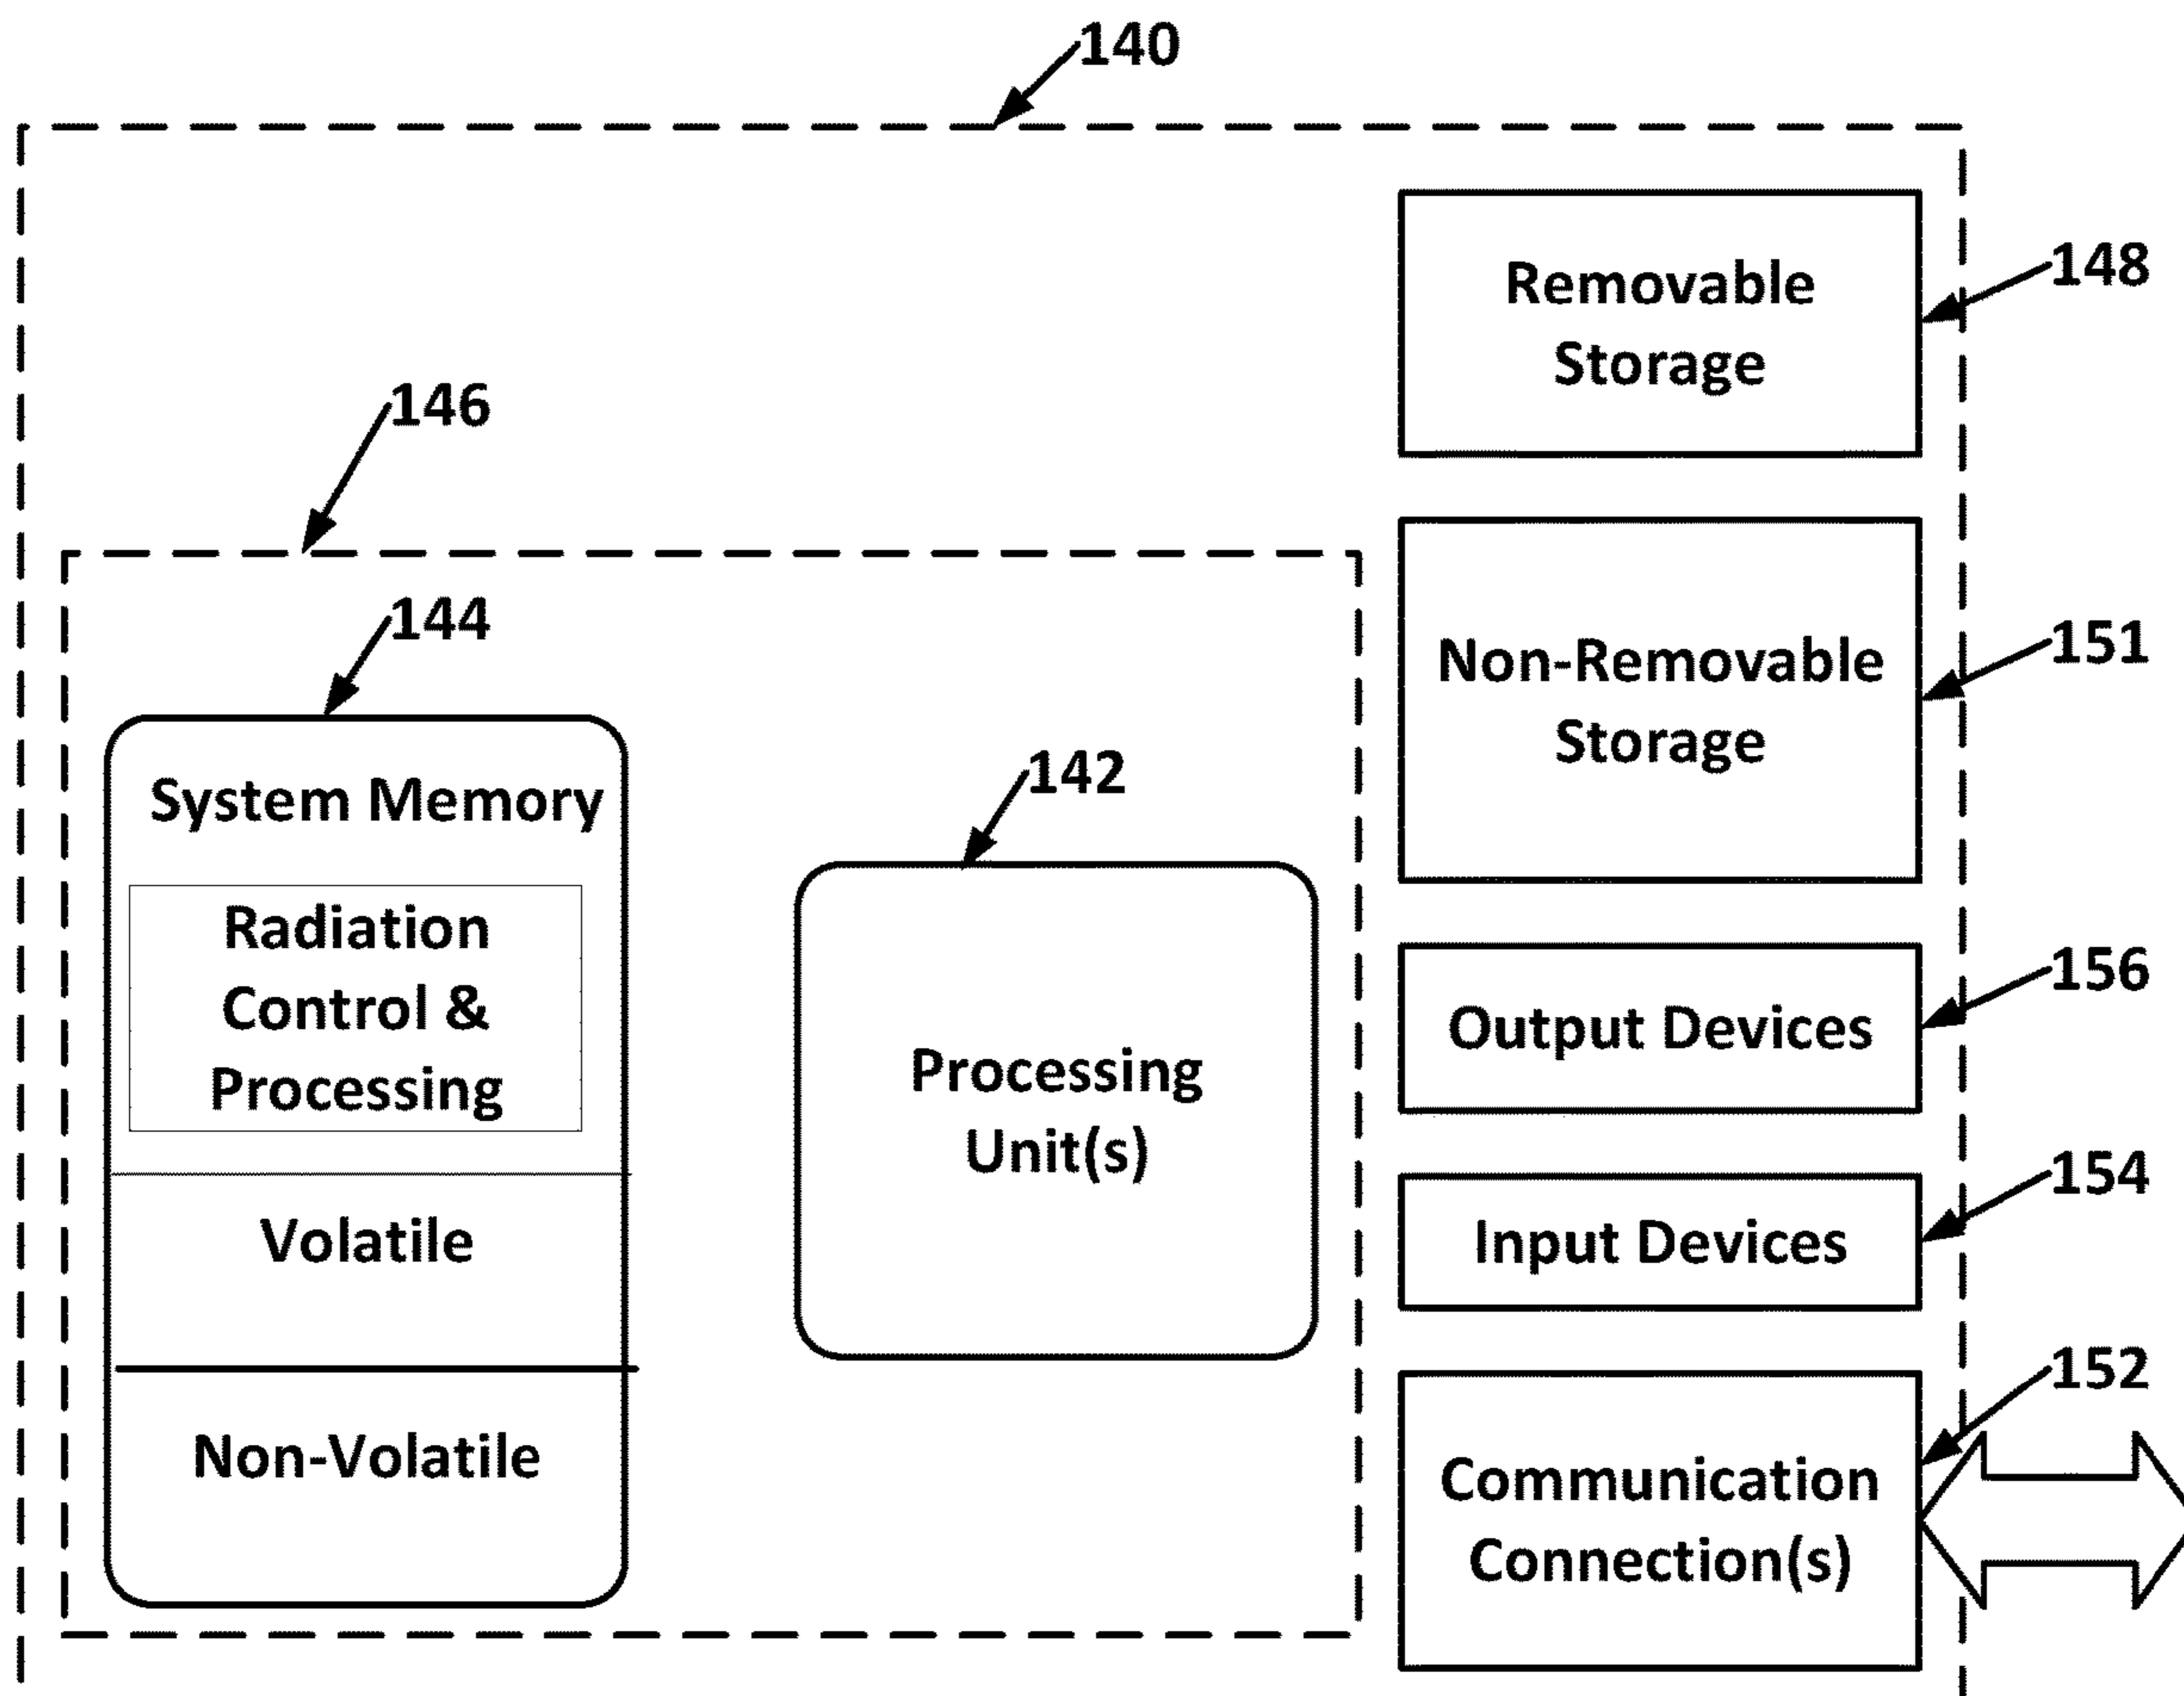 140
Removable
Storage
148
146
Non-Removable
Storage
151
144
System Memory
142
Radiation
Control &
Processing
Processing
Unit(s)
Output Devices
156
Volatile
Input Devices
154
Non-Volatile
Communication
Connection(s)
152